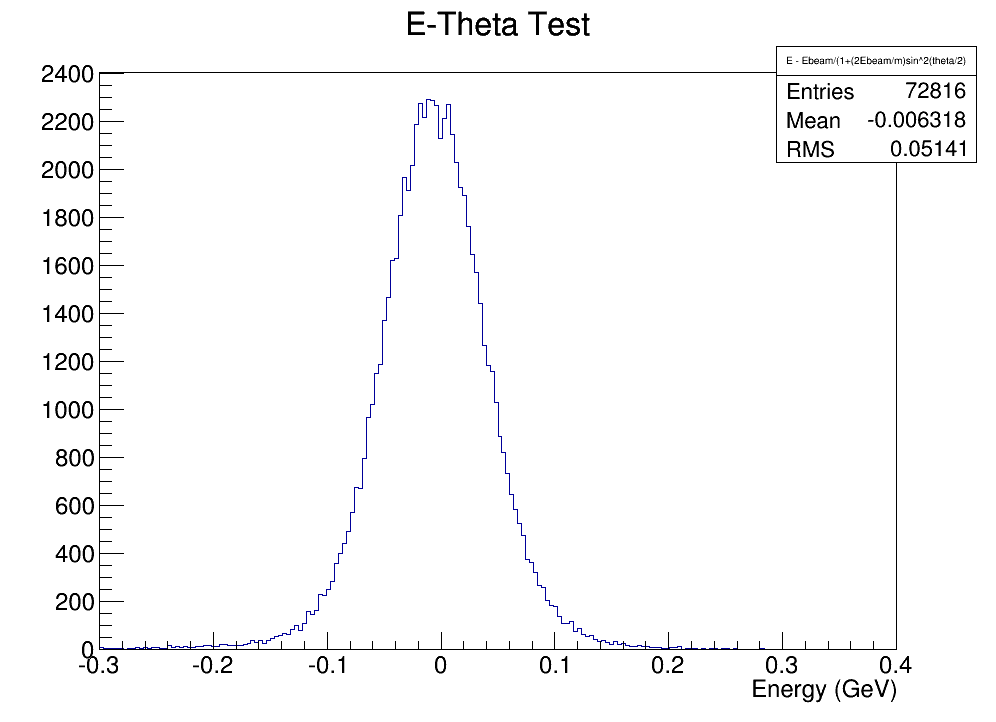 E-Theta Test
E - Ebeam/(1+(2Ebeam/m)sin^2(theta/2)
Entries 72816
Mean -0.006318
RMS 0.05141
2400
2200
2000
1800
1600
1400
1200
1000
800
600
400
200
0
-0.3 -0.2 -0.1 0 0.1 0.2 0.3 0.4
Energy (GeV)